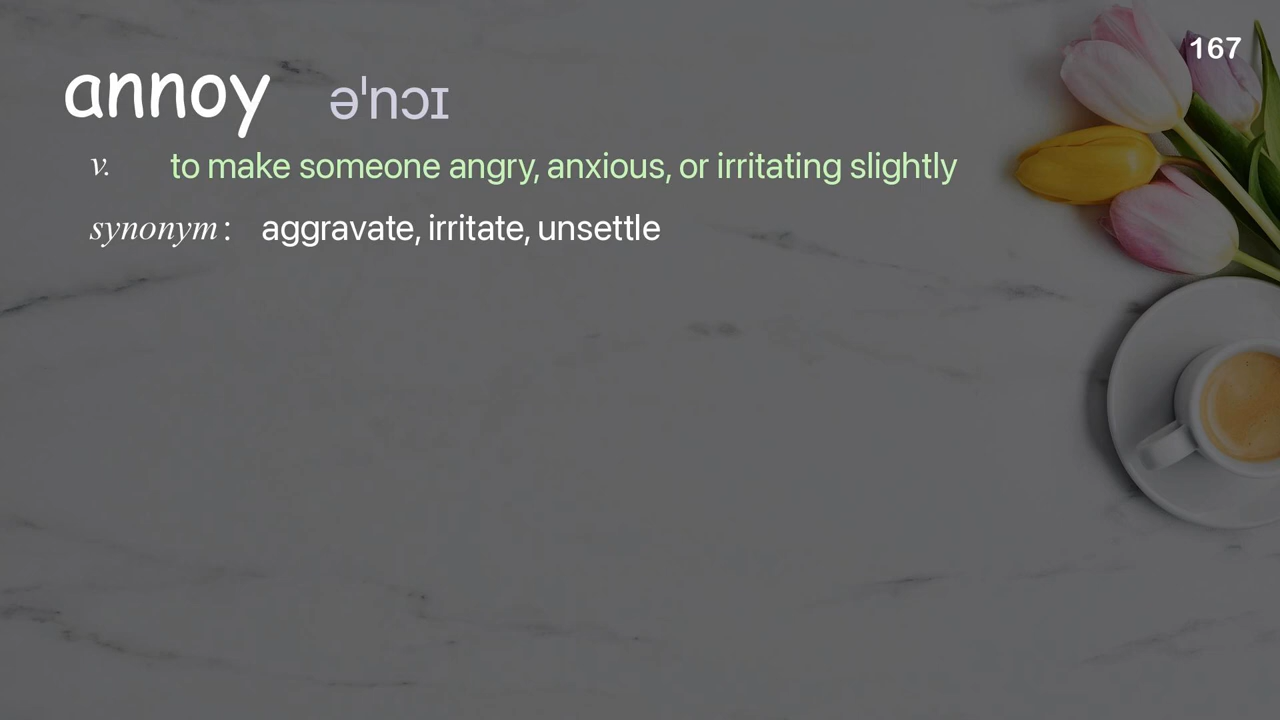 167
annoy əˈnɔɪ
v. to make someone angry, anxious, or irritating slightly
synonym: aggravate, irritate, unsettle